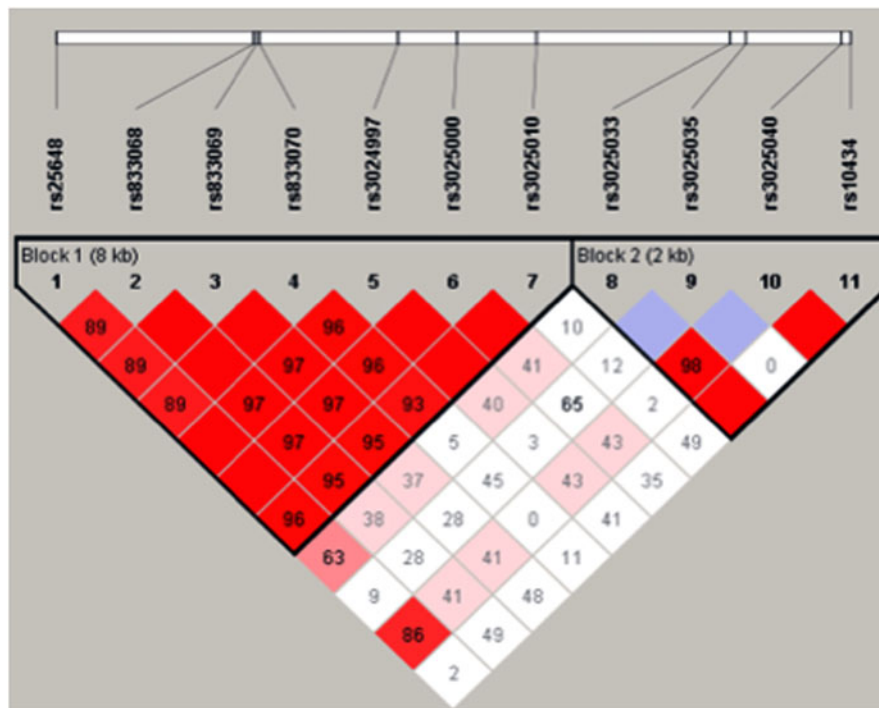 rs25648
rs833068
rs833069
rs833070
rs3024997
rs3025000
rs3025010
rs3025033
rs3025035
rs3025040
rs10434
Block 1 (8 kb) Block 2 (2 kb)
1 2 3 4 5 6 7 8 9 10 11
89 96 10
89 97 96 41 12 98 0
89 97 97 93 40 65 2
97 95 5 3 43 49
95 37 45 43 35
96 38 28 0 41
63 28 41 11
9 41 48
86 49
2